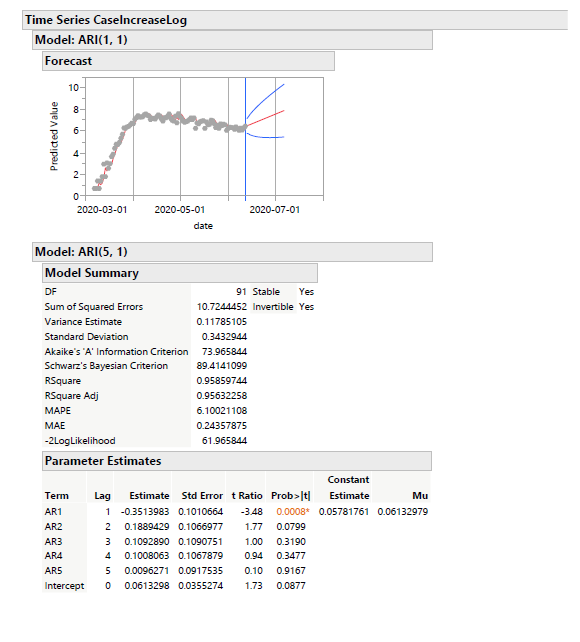 Time Series CaseIncreaseLog
Model: ARI(1, 1)
Forecast
10
8
6
4
2
0
Predicted Value
2020-03-01 2020-05-01 2020-07-01
date
Model: ARI(5, 1)
Model Summary
DF 91 Stable Yes
Sum of Squared Errors 10.7244452 Invertible Yes
Variance Estimate 0.11785105
Standard Deviation 0.3432944
Akaike's 'A' Information Criterion 73.965844
Schwarz's Bayesian Criterion 89.4141099
RSquare 0.95859744
RSquare Adj 0.95632258
MAPE 6.10021108
MAE 0.24357875
-2LogLikelihood 61.965844
Parameter Estimates
Constant
Term Lag Estimate Std Error t Ratio Prob>|t| Estimate Mu
AR1 1 -0.3513983 0.1010664 -3.48 0.0008* 0.05781761 0.06132979
AR2 2 0.1889429 0.1066977 1.77 0.0799
AR3 3 0.1092890 0.1090751 1.00 0.3190
AR4 4 0.1008063 0.1067879 0.94 0.3477
AR5 5 0.0096271 0.0917535 0.10 0.9167
Intercept 0 0.0613298 0.0355274 1.73 0.0877